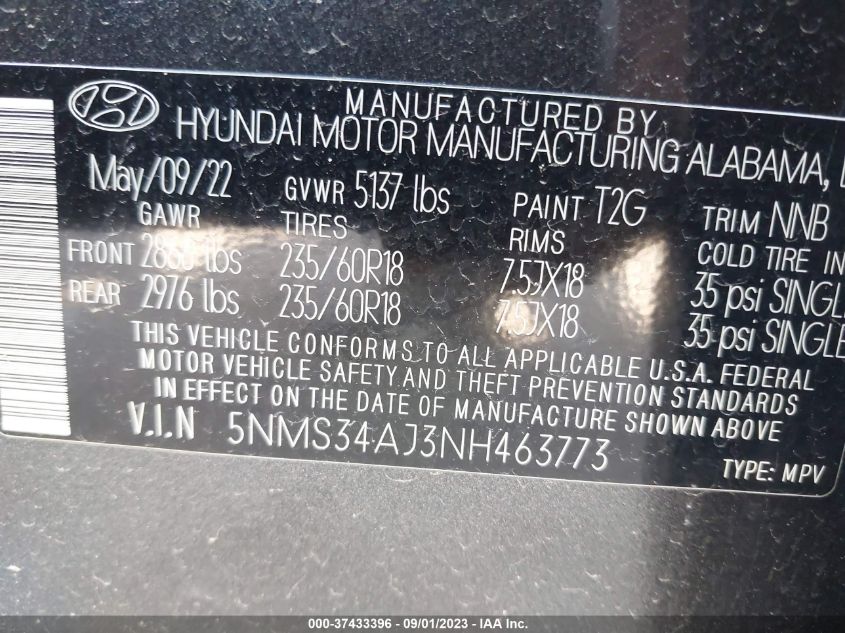 MANUFACTURED BY
HYUNDAI MOTOR MANUFACTURING ALABAMA,
May/09/22 GVWR 5137 lbs PAINT T2G TRIM NNB
GAWR TIRES RIMS COLD TIRE IN
FRONT lbs 235/60R18 7.5JX18 35 psi SINGLE
REAR 2976 lbs 235/60R18 7.5JX18 35 psi SINGLE
THIS VEHICLE CONFORMS TO ALL APPLICABLE U.S.A. FEDERAL
MOTOR VEHICLE SAFETY AND THEFT PREVENTION STANDARDS
IN EFFECT ON THE DATE OF MANUFACTURE SHOWN ABOVE
V.I.N 5NMS34AJ3NH463773
TYPE: MPV
000-37433396 - 09/01/2023 - IAA Inc.